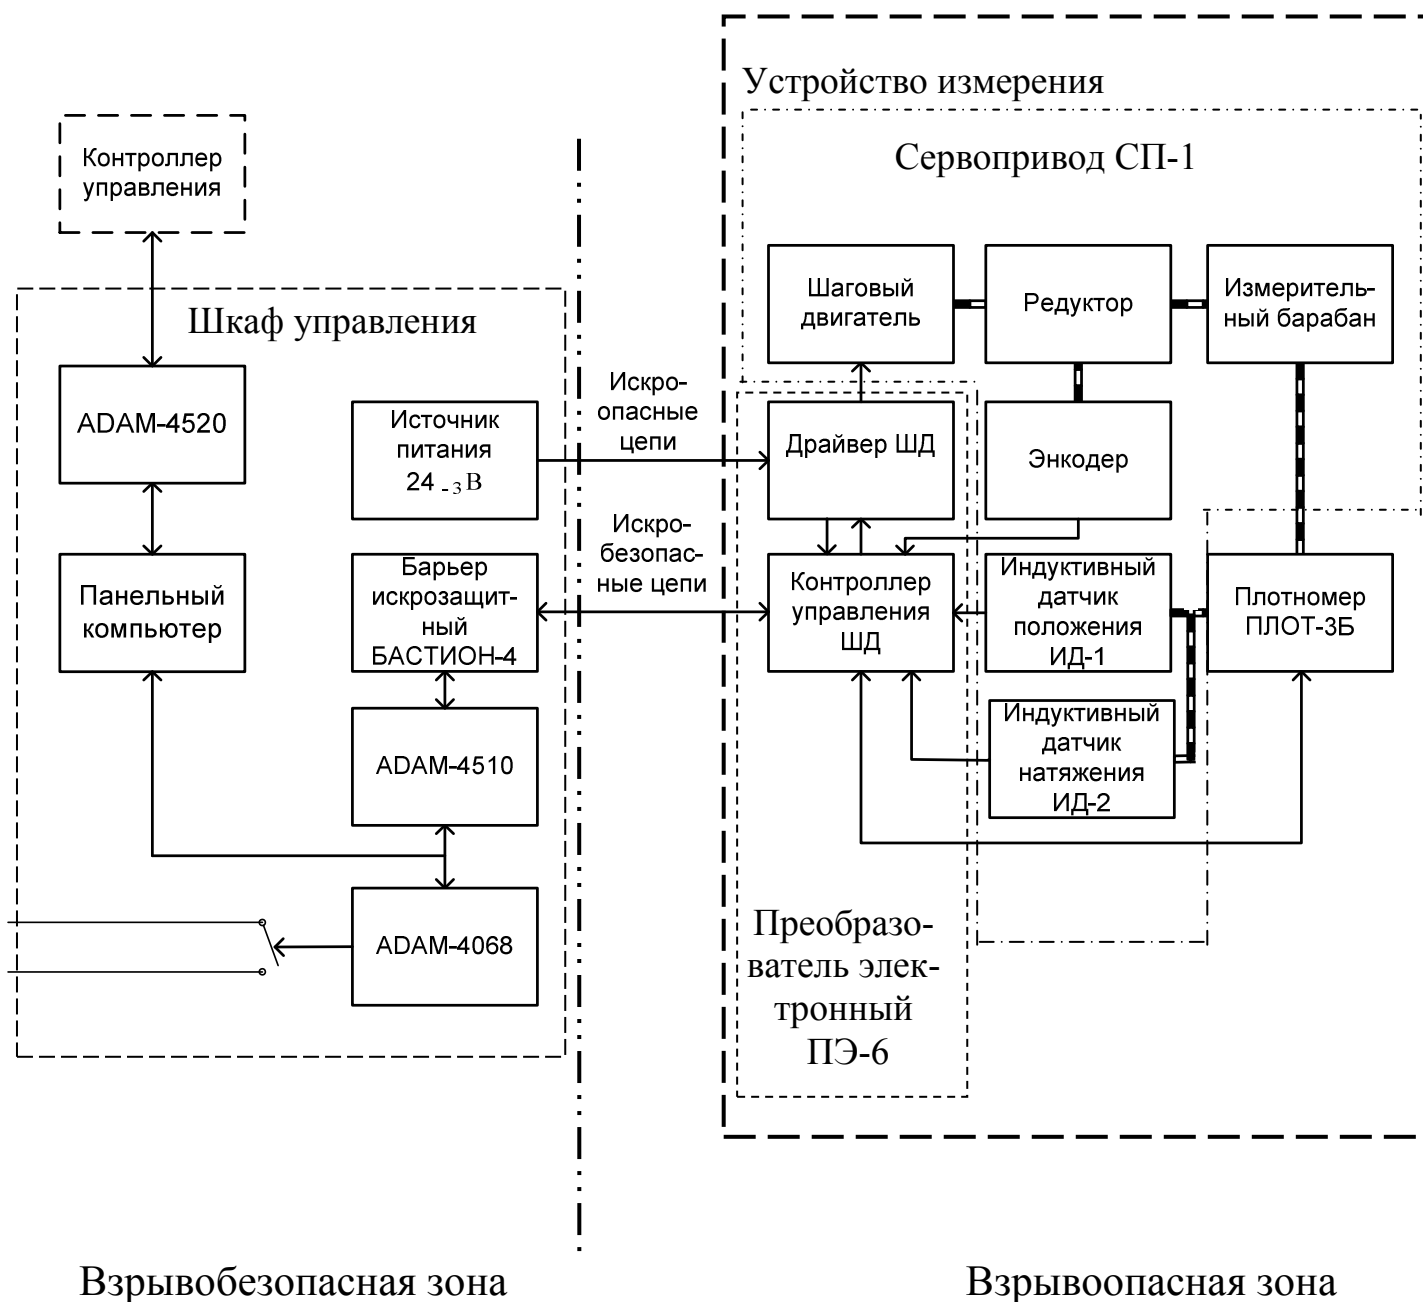 Устройство измерения
Сервопривод СП-1
Контроллер
управления
Шкаф управления
Шаговый
двигатель
Редуктор
Измеритель-
ный барабан
ADAM-4520
Источник
питания
24 -3 В
Искро-
опасные
цепи
Драйвер ШД
Энкодер
Панельный
компьютер
Барьер
искрозащит-
ный
БАСТИОН-4
Искро-
безопас-
ные цепи
Контроллер
управления
ШД
Индуктивный
датчик
положения
ИД-1
Плотномер
ПЛОТ-3Б
ADAM-4510
Индуктивный
датчик
натяжения
ИД-2
ADAM-4068
Преобразо-
ватель элек-
тронный
ПЭ-6
Взрывобезопасная зона
Взрывоопасная зона